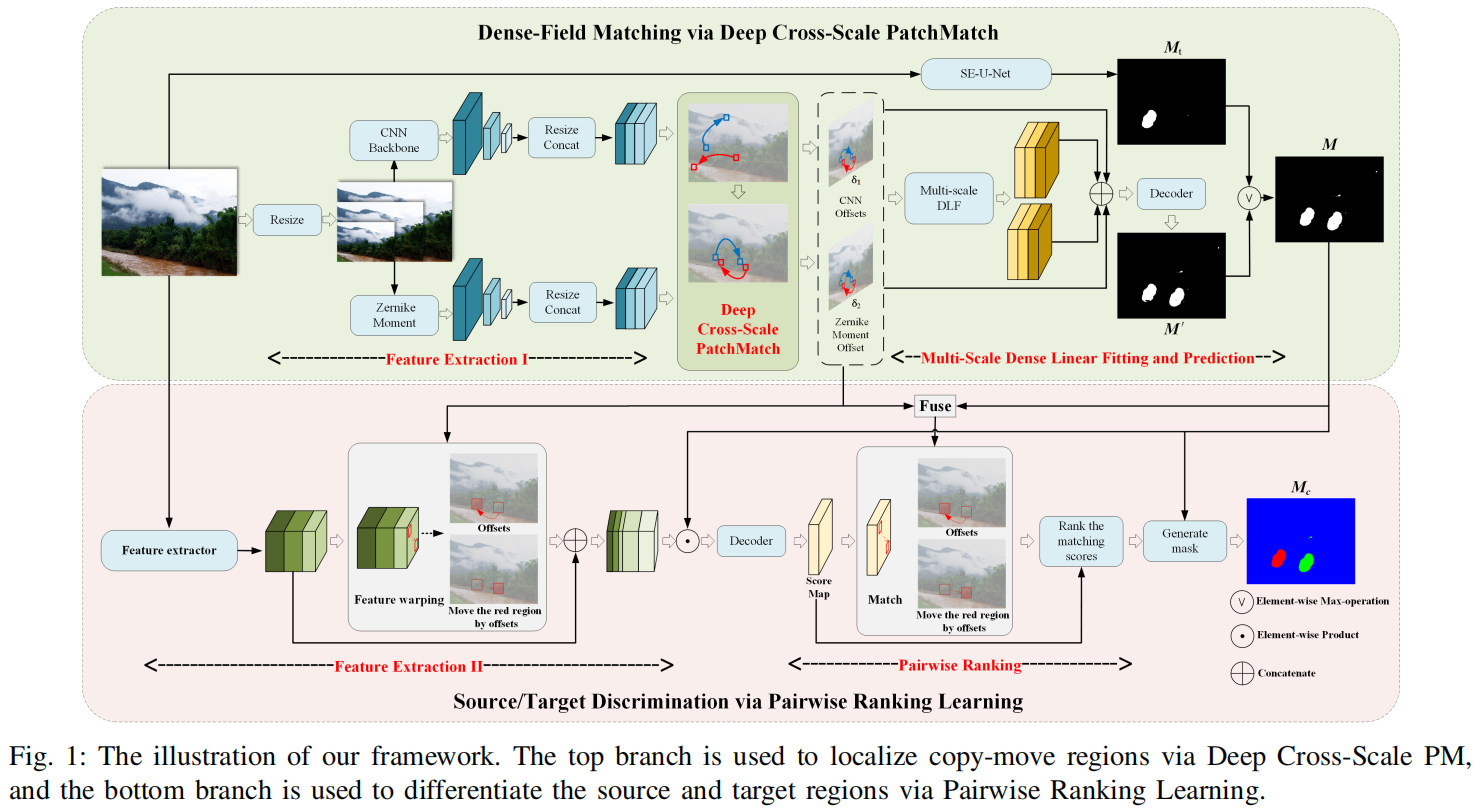 Dense-Field Matching via Deep Cross-Scale PatchMatch
M_t
SE-U-Net
CNN
Backbone
Resize
Concat
δ_1
CNN
Offsets
Multi-scale
DLF
Decoder
M
V
Resize
Zernike
Moment
Resize
Concat
Deep
Cross-Scale
PatchMatch
δ_2
Zernike
Moment
Offset
M'
Feature Extraction I
Multi-Scale Dense Linear Fitting and Prediction
Fuse
M_c
Feature extractor
Feature warping
Offsets
Move the red region
by offsets
Decoder
Score
Map
Match
Offsets
Move the red region
by offsets
Rank the
matching
scores
Generate
mask
V Element-wise Max-operation
Element-wise Product
Concatenate
Feature Extraction II
Pairwise Ranking
Source/Target Discrimination via Pairwise Ranking Learning
Fig. 1: The illustration of our framework. The top branch is used to localize copy-move regions via Deep Cross-Scale PM,
and the bottom branch is used to differentiate the source and target regions via Pairwise Ranking Learning.